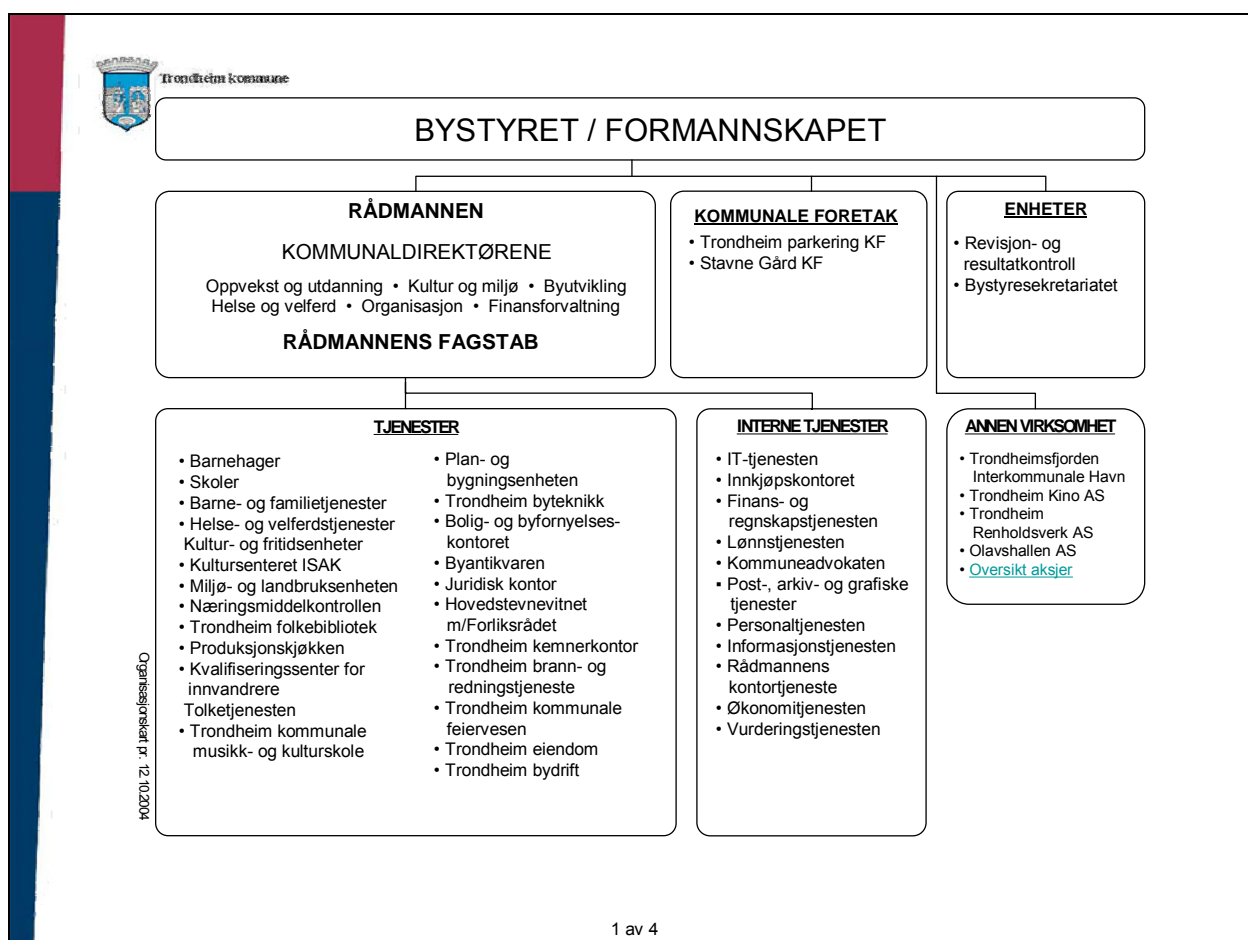 Trondheim kommune
BYSTYRET / FORMANNSKAPET
RÅDMANNEN
KOMMUNALDIREKTØRENE
Oppvekst og utdanning • Kultur og miljø • Byutvikling
Helse og velferd • Organisasjon • Finansforvaltning
RÅDMANNENS FAGSTAB
KOMMUNALE FORETAK
• Trondheim parkering KF
• Stavne Gård KF
ENHETER
• Revisjon- og
resultatkontroll
• Bystyresekretariatet
TJENESTER
• Barnehager
• Skoler
• Barne- og familietjenester
• Helse- og velferdstjenester
Kultur- og fritidsenheter
• Kultursenteret ISAK
• Miljø- og landbruksenheten
• Næringsmiddelkontrollen
• Trondheim folkebibliotek
• Produksjonskjøkken
• Kvalifiseringssenter for
innvandrere
Tolketjenesten
• Trondheim kommunale
musikk- og kulturskole
• Plan- og
bygningsenheten
• Trondheim byteknikk
• Bolig- og byfornyelses-
kontoret
• Byantikvaren
• Juridisk kontor
• Hovedstevnevitnet
m/Forliksrådet
• Trondheim kemnerkontor
• Trondheim brann- og
redningstjeneste
• Trondheim kommunale
feiervesen
• Trondheim eiendom
• Trondheim bydrift
INTERNE TJENESTER
• IT-tjenesten
• Innkjøpskontoret
• Finans- og
regnskapstjenesten
• Lønnstjenesten
• Kommuneadvokaten
▪ Post-, arkiv- og grafiske
tjenester
• Personaltjenesten
• Informasjonstjenesten
• Rådmannens
kontortjeneste
• Økonomitjenesten
• Vurderingstjenesten
ANNEN VIRKSOMHET
• Trondheimsfjorden
Interkommunale Havn
• Trondheim Kino AS
• Trondheim
Renholdsverk AS
• Olavshallen AS
• Oversikt aksjer
Organisasjonskart pr. 12.10.2004
1 av 4